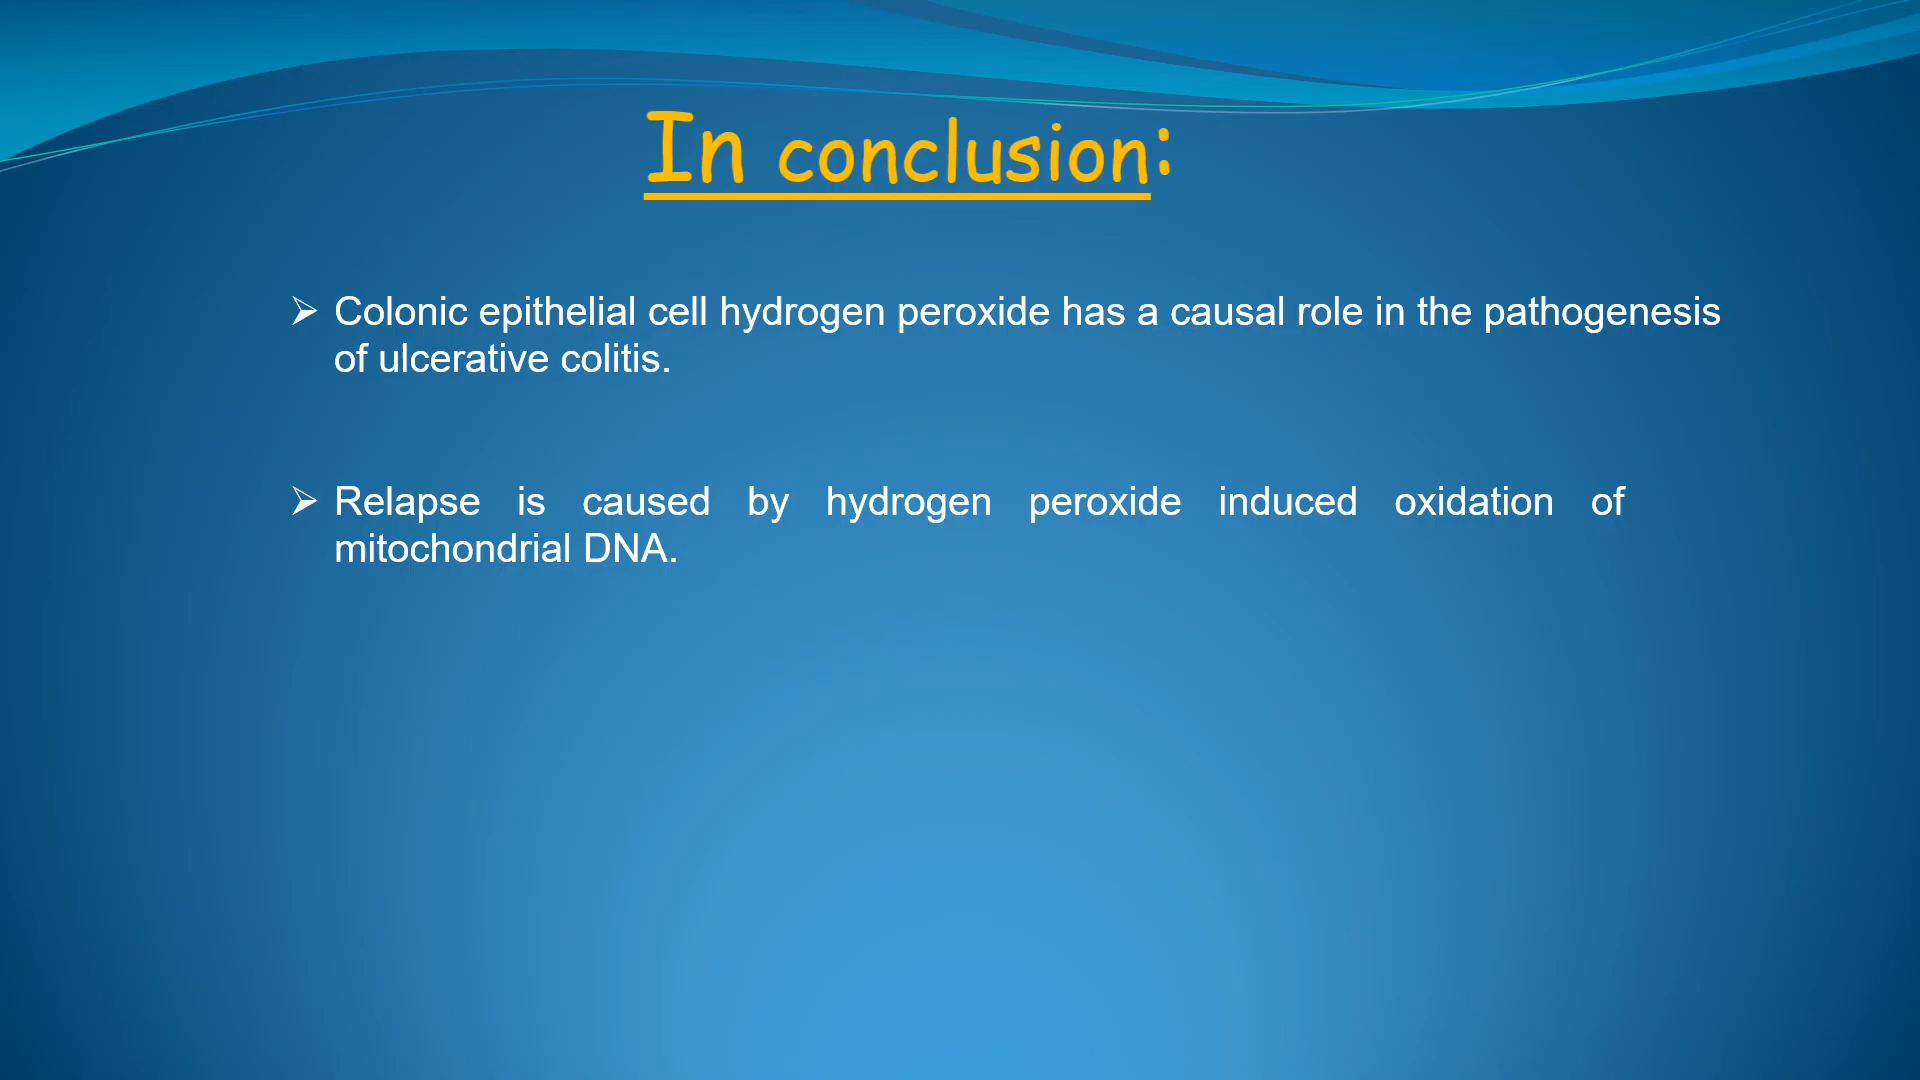 In conclusion:
➢ Colonic epithelial cell hydrogen peroxide has a causal role in the pathogenesis
of ulcerative colitis.
➢ Relapse is caused by hydrogen peroxide induced oxidation of
mitochondrial DNA.